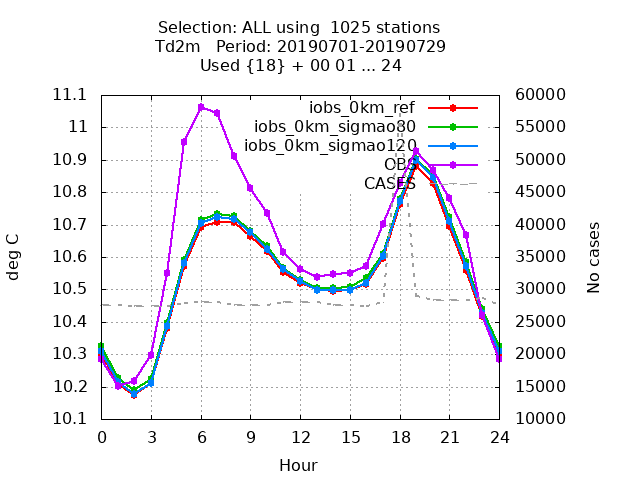 Selection: ALL using  1025 stations
Td2m   Period: 20190701-20190729
Used {18} + 00 01 ... 24
iobs_0km_ref
iobs_0km_sigmao80
iobs_0km_sigmao120
OBS
CASES
11.1
11
10.9
10.8
10.7
10.6
10.5
10.4
10.3
10.2
10.1
deg C
60000
55000
50000
45000
40000
35000
30000
25000
20000
15000
10000
No cases
0 3 6 9 12 15 18 21 24
Hour